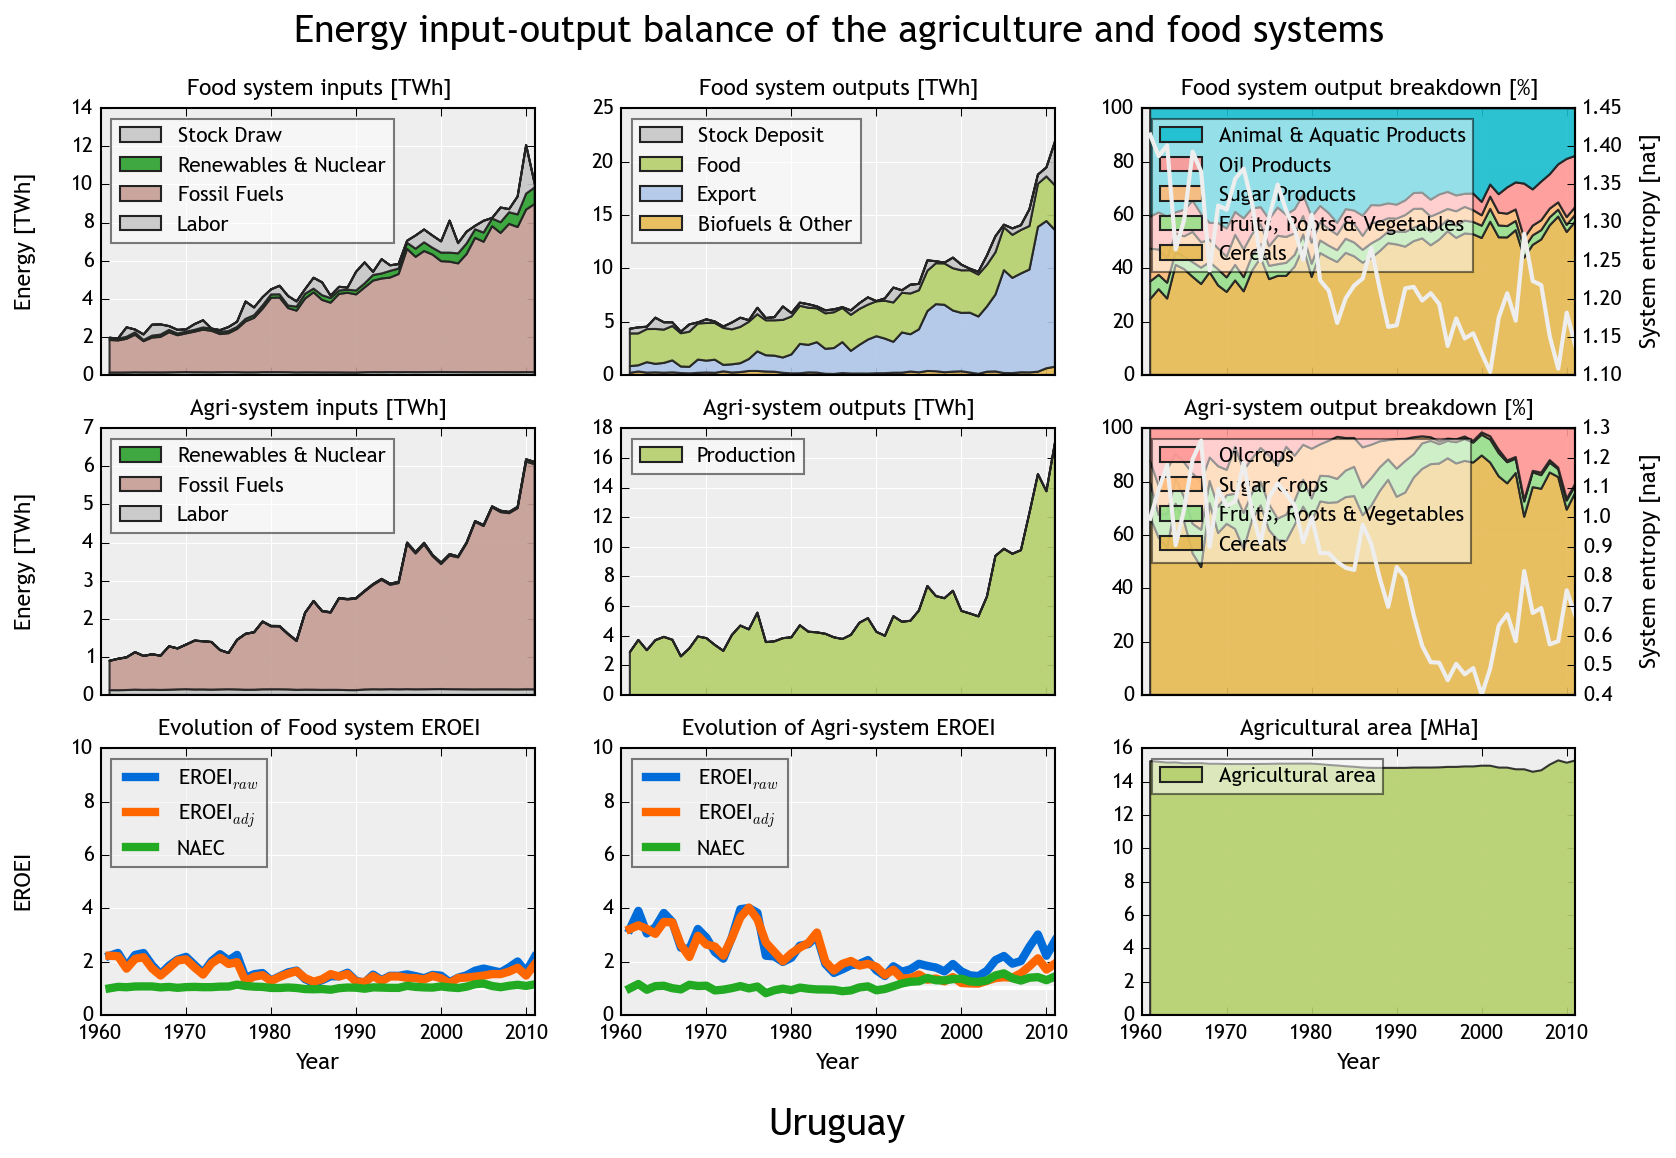 Energy input-output balance of the agriculture and food systems
Food system inputs [TWh]
Energy [TWh]
14
12
10
8
6
4
2
0
Stock Draw
Renewables & Nuclear
Fossil Fuels
Labor
Food system outputs [TWh]
25
20
15
10
5
0
Stock Deposit
Food
Export
Biofuels & Other
Food system output breakdown [%]
100
80
60
40
20
0
Animal & Aquatic Products
Oil Products
Sugar Products
Fruits, Roots & Vegetables
Cereals
1.45
1.40
1.35
1.30
1.25
1.20
1.15
1.10
System entropy [nat]
Agri-system inputs [TWh]
Energy [TWh]
7
6
5
4
3
2
1
0
Renewables & Nuclear
Fossil Fuels
Labor
Agri-system outputs [TWh]
18
16
14
12
10
8
6
4
2
0
Production
Agri-system output breakdown [%]
100
80
60
40
20
0
Oilcrops
Sugar Crops
Fruits, Roots & Vegetables
Cereals
1.3
1.2
1.1
1.0
0.9
0.8
0.7
0.6
0.5
0.4
System entropy [nat]
Evolution of Food system EROEI
EROEI
10
8
6
4
2
0
EROEI raw
EROEI adj
NAEC
1960 1970 1980 1990 2000 2010
Year
Evolution of Agri-system EROEI
10
8
6
4
2
0
EROEI raw
EROEI adj
NAEC
1960 1970 1980 1990 2000 2010
Year
Agricultural area [MHa]
16
14
12
10
8
6
4
2
0
Agricultural area
1960 1970 1980 1990 2000 2010
Year
Uruguay